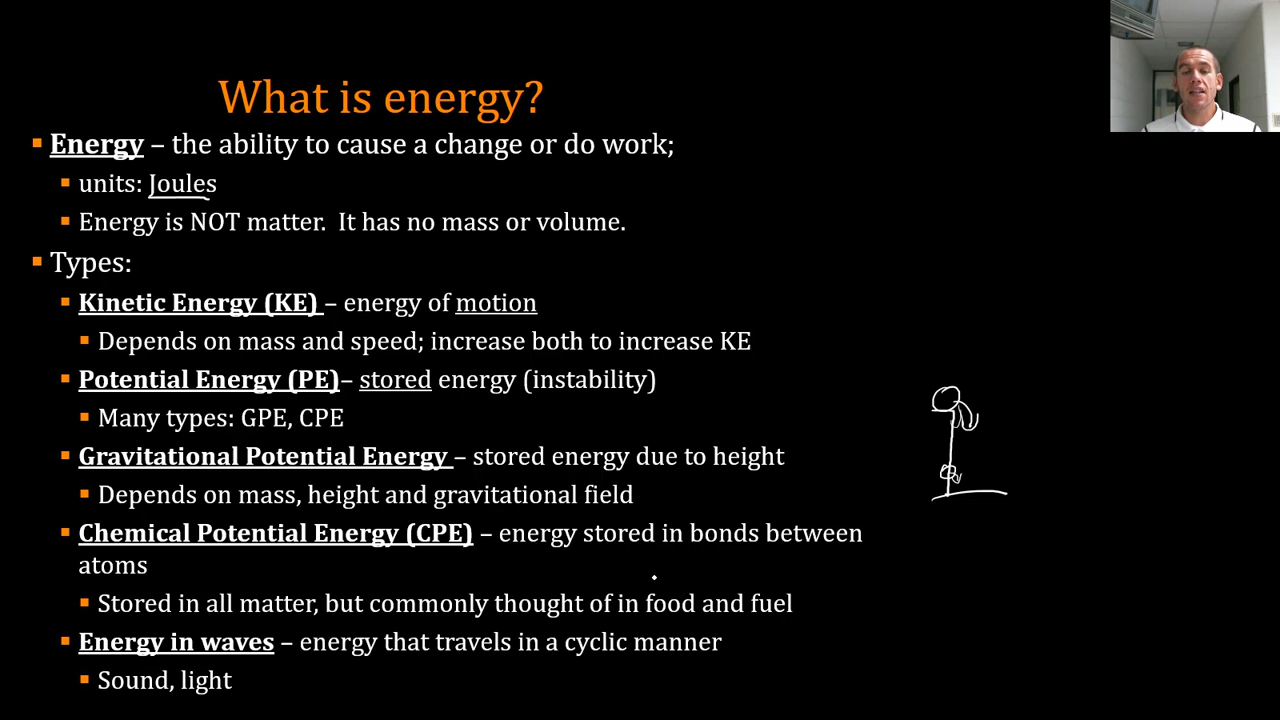 What is energy?
Energy – the ability to cause a change or do work;
units: Joules
Energy is NOT matter.  It has no mass or volume.
Types:
Kinetic Energy (KE) – energy of motion
Depends on mass and speed; increase both to increase KE
Potential Energy (PE)– stored energy (instability)
Many types: GPE, CPE
Gravitational Potential Energy – stored energy due to height
Depends on mass, height and gravitational field
Chemical Potential Energy (CPE) – energy stored in bonds between
atoms
Stored in all matter, but commonly thought of in food and fuel
Energy in waves – energy that travels in a cyclic manner
Sound, light